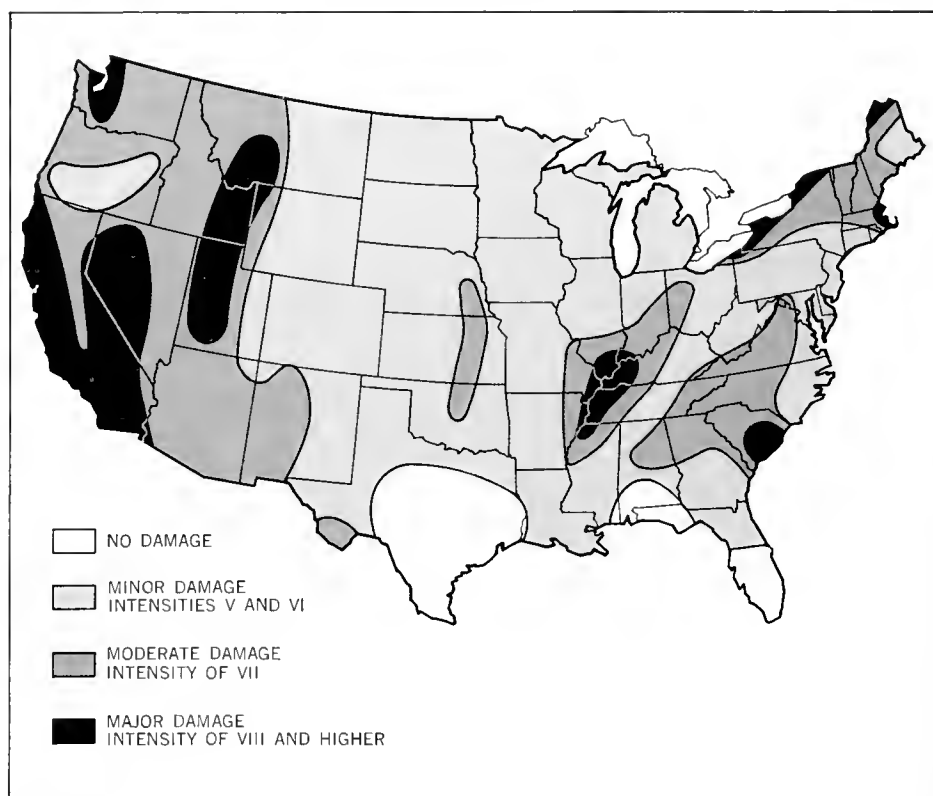 NO DAMAGE
MINOR DAMAGE
INTENSITIES V AND VI
MODERATE DAMAGE
INTENSITY OF VII
MAJOR DAMAGE
INTENSITY OF VIII AND HIGHER